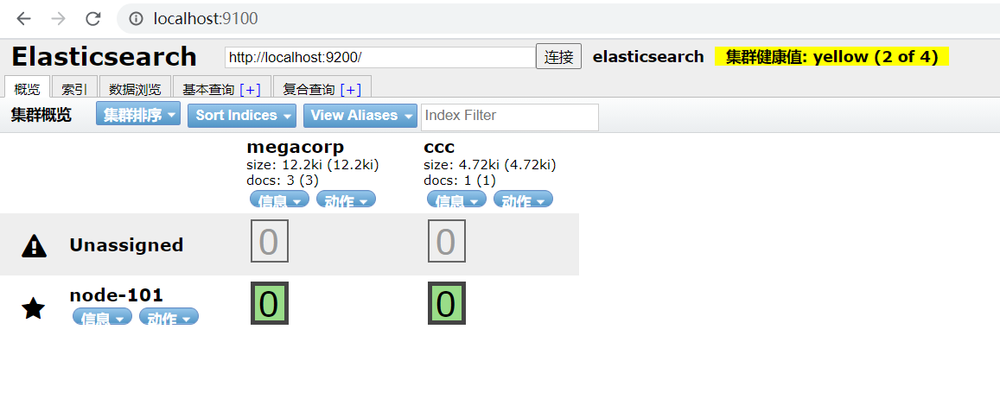 localhost:9100
Elasticsearch http://localhost:9200/ 连接 elasticsearch 集群健康值: yellow (2 of 4)
概览 索引 数据浏览 基本查询 [+] 复合查询 [+]
集群概览 集群排序 Sort Indices View Aliases Index Filter
megacorp ccc
size: 12.2ki (12.2ki) size: 4.72ki (4.72ki)
docs: 3 (3) docs: 1 (1)
信息 动作 信息 动作
Unassigned 0 0
node-101 0 0
信息 动作